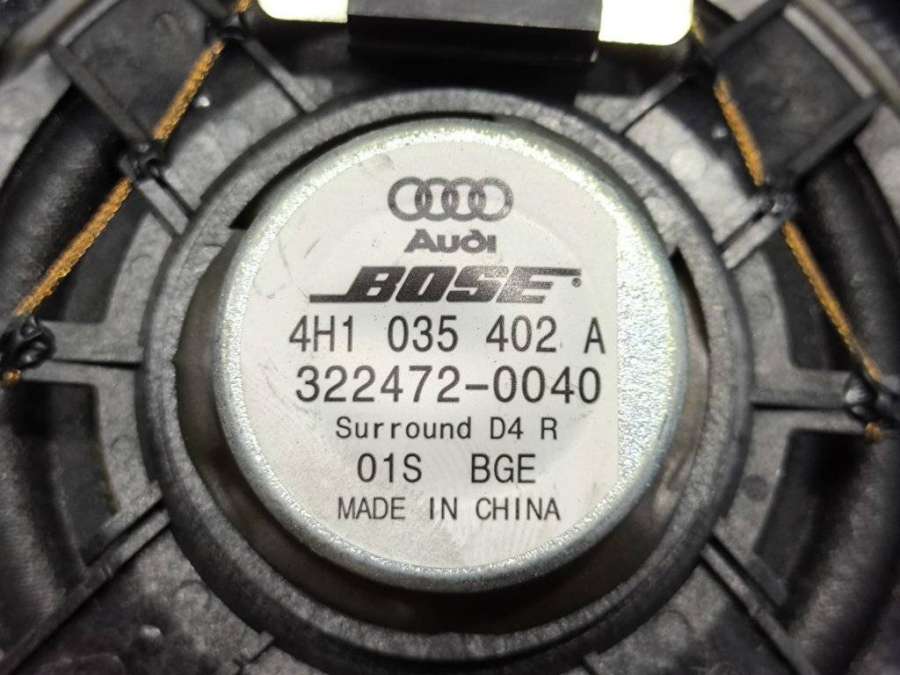 Audi
BOSE®
4H1 035 402 A
322472-0040
Surround D4 R
01S BGE
MADE IN CHINA